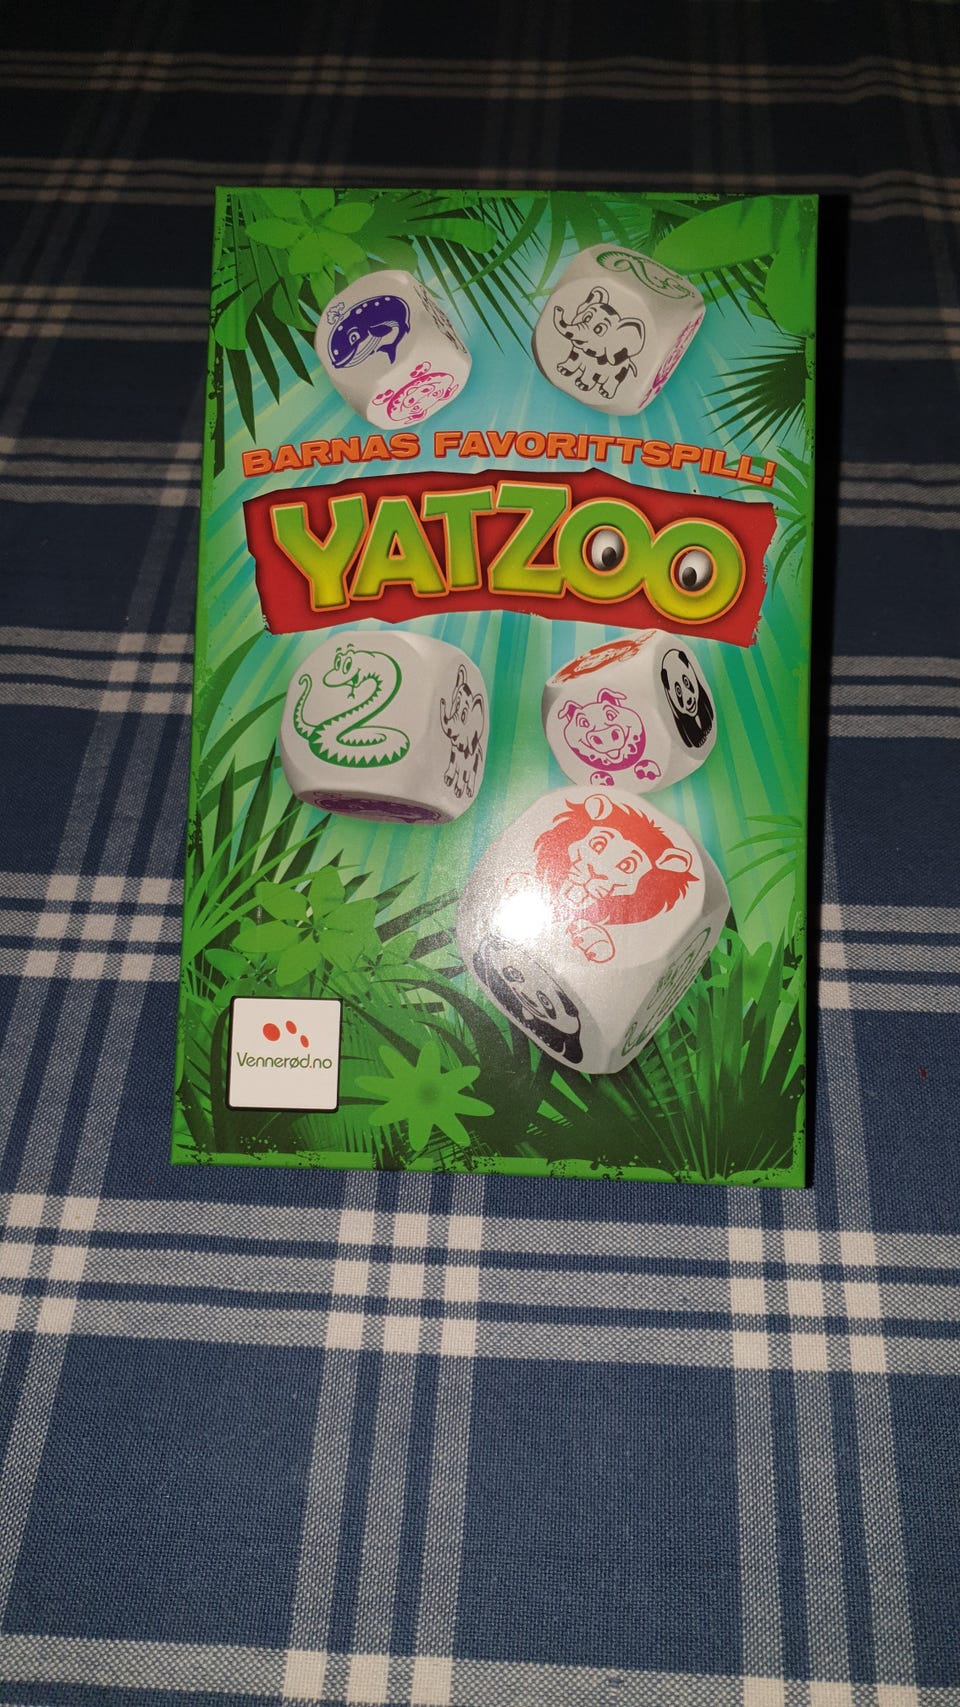 BARNAS FAVORITTSPILL!
YATZOO
Vennerød.no